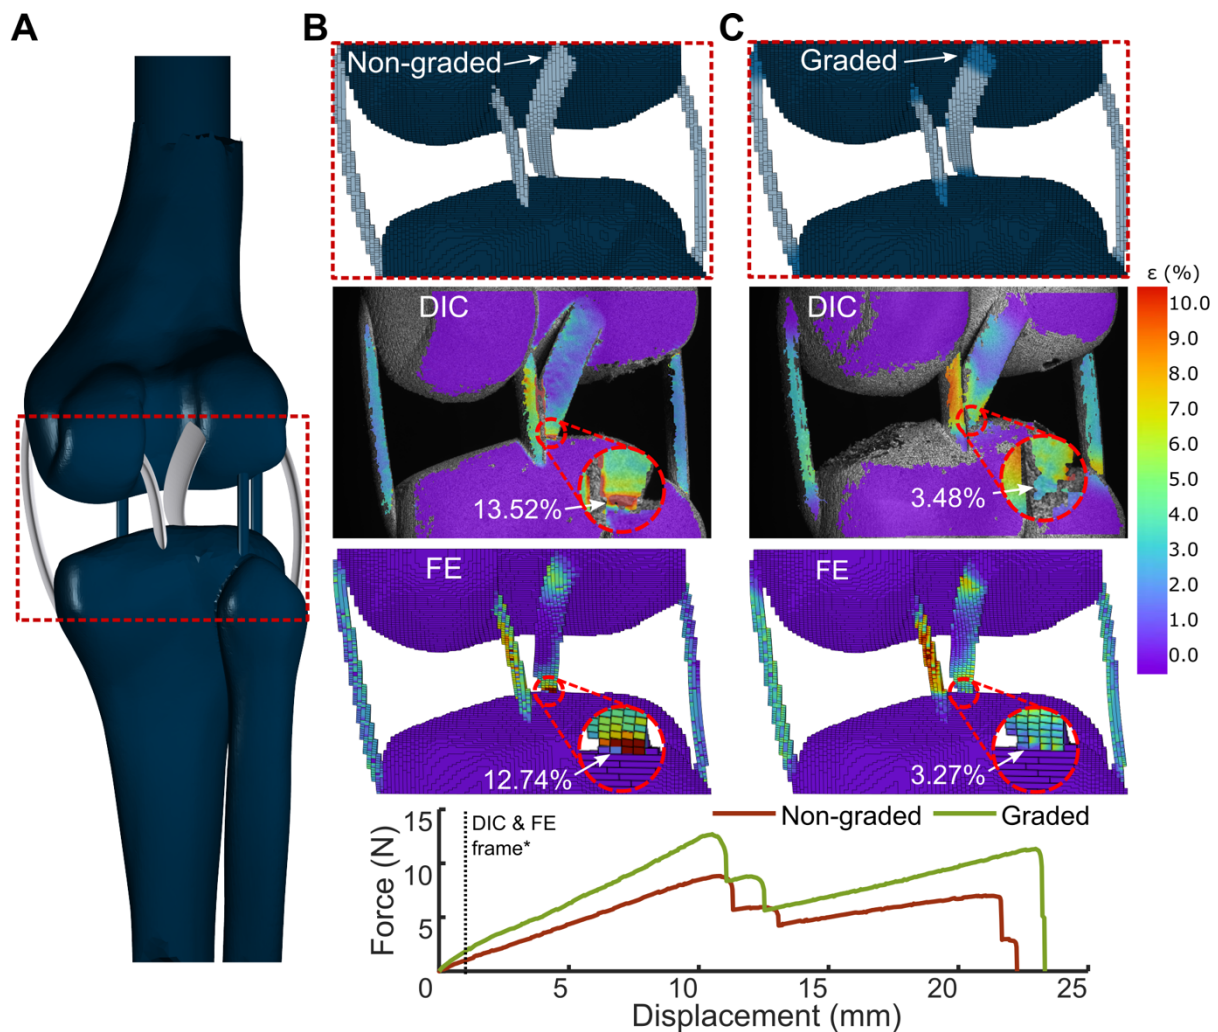 A
B
C
Non-graded
Graded
DIC
DIC
13.52%
3.48%
FE
FE
12.74%
3.27%
ε (%)
10.0
9.0
8.0
7.0
6.0
5.0
4.0
3.0
2.0
1.0
0.0
Non-graded
Graded
DIC & FE
frame*
Force (N)
15
10
5
0
5
10
15
20
25
Displacement (mm)